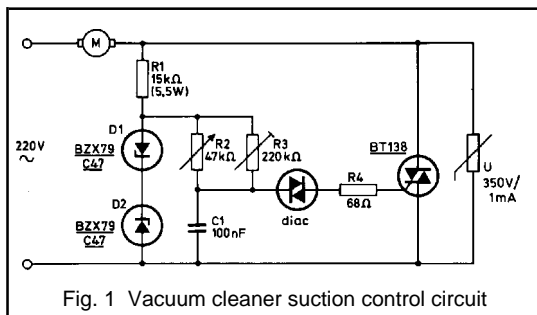 M
R1
15kΩ
(5,5W)
D1
BZX79
C47
R2
47kΩ
R3
220kΩ
BT138
220V
~
R4
68Ω
U
350V/
1mA
D2
BZX79
C47
C1
100nF
diac
Fig. 1 Vacuum cleaner suction control circuit